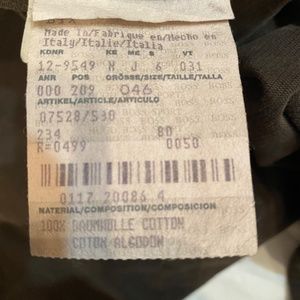 Made in/Fabriqué en/Hecho en
Italy/Italie/Italia
KDNR KE ME S VT
12-9549 H J 6 031
ANR POS GRÖSSE/SIZE/TAILLE/TALLA
000 209 046
ARTIKEL/ARTICLE/ARTICULO
07528/530
234 80
R=0499 0050
0117 20086 4
MATERIAL/COMPOSITION/COMPOSICION
100% BAUMWOLLE COTTON
COTON ALGODON